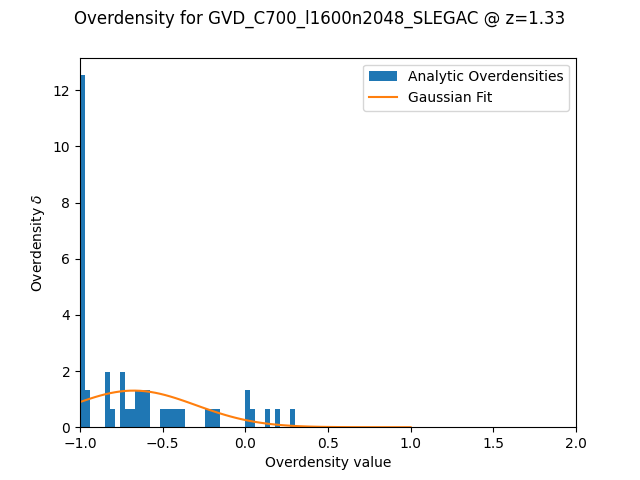 Overdensity for GVD_C700_l1600n2048_SLEGAC @ z=1.33
Analytic Overdensities
Gaussian Fit
Overdensity δ
12
10
8
6
4
2
0
−1.0 −0.5 0.0 0.5 1.0 1.5 2.0
Overdensity value